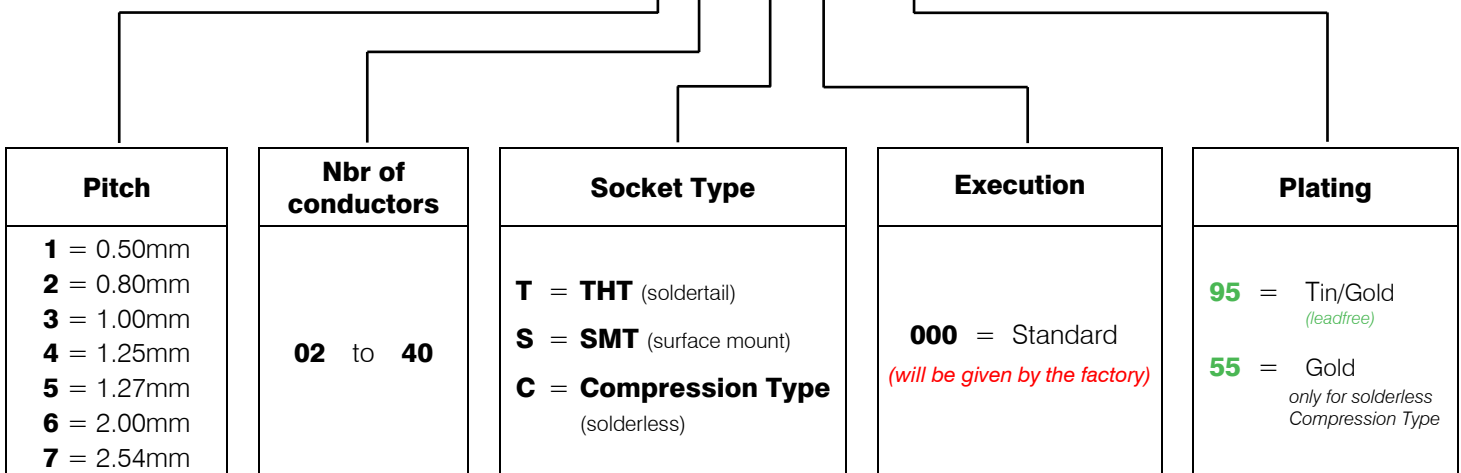 Pitch
1 = 0.50mm
2 = 0.80mm
3 = 1.00mm
4 = 1.25mm
5 = 1.27mm
6 = 2.00mm
7 = 2.54mm
Nbr of
conductors
02 to 40
Socket Type
T = THT (soldertail)
S = SMT (surface mount)
C = Compression Type
(solderless)
Execution
000 = Standard
(will be given by the factory)
Plating
95 = Tin/Gold
(leadfree)
55 = Gold
only for solderless
Compression Type